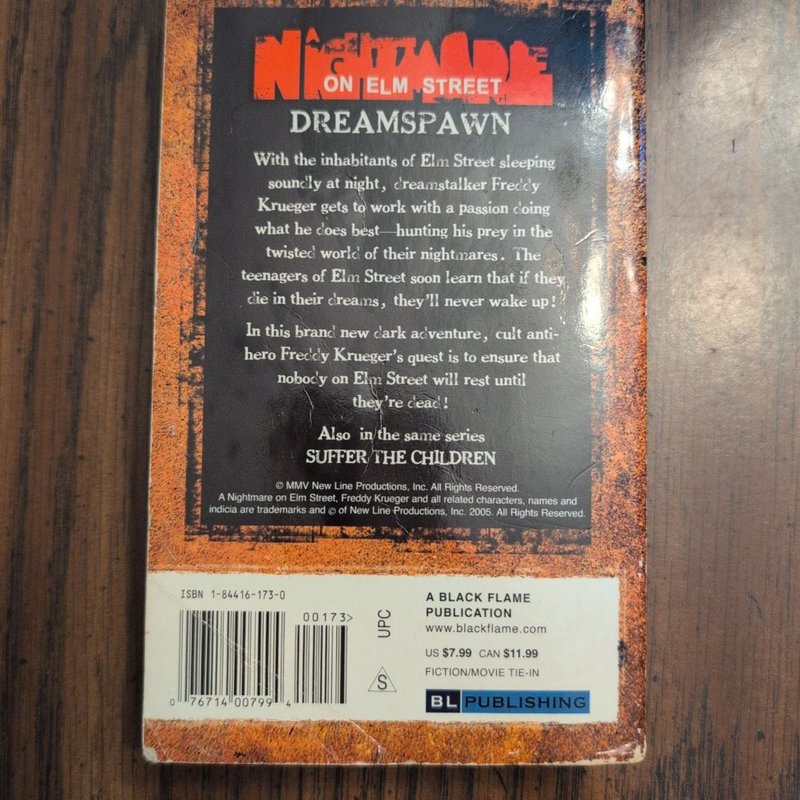 NIGHTMARE
ON ELM STREET
™
DREAMSPAWN
With the inhabitants of Elm Street sleeping
soundly at night, dreamstalker Freddy
Krueger gets to work with a passion doing
what he does best—hunting his prey in the
twisted world of their nightmares. The
teenagers of Elm Street soon learn that if they
die in their dreams, they'll never wake up!
In this brand new dark adventure, cult anti-
hero Freddy Krueger's quest is to ensure that
nobody on Elm Street will rest until
they're dead!
Also in the same series
SUFFER THE CHILDREN
© MMV New Line Productions, Inc. All Rights Reserved.
A Nightmare on Elm Street, Freddy Krueger and all related characters, names and
indicia are trademarks and © of New Line Productions, Inc. 2005. All Rights Reserved.
ISBN 1-84416-173-0
00173>
0 76714 00799 4
UPC
S
A BLACK FLAME
PUBLICATION
www.blackflame.com
US $7.99 CAN $11.99
FICTION/MOVIE TIE-IN
BL PUBLISHING